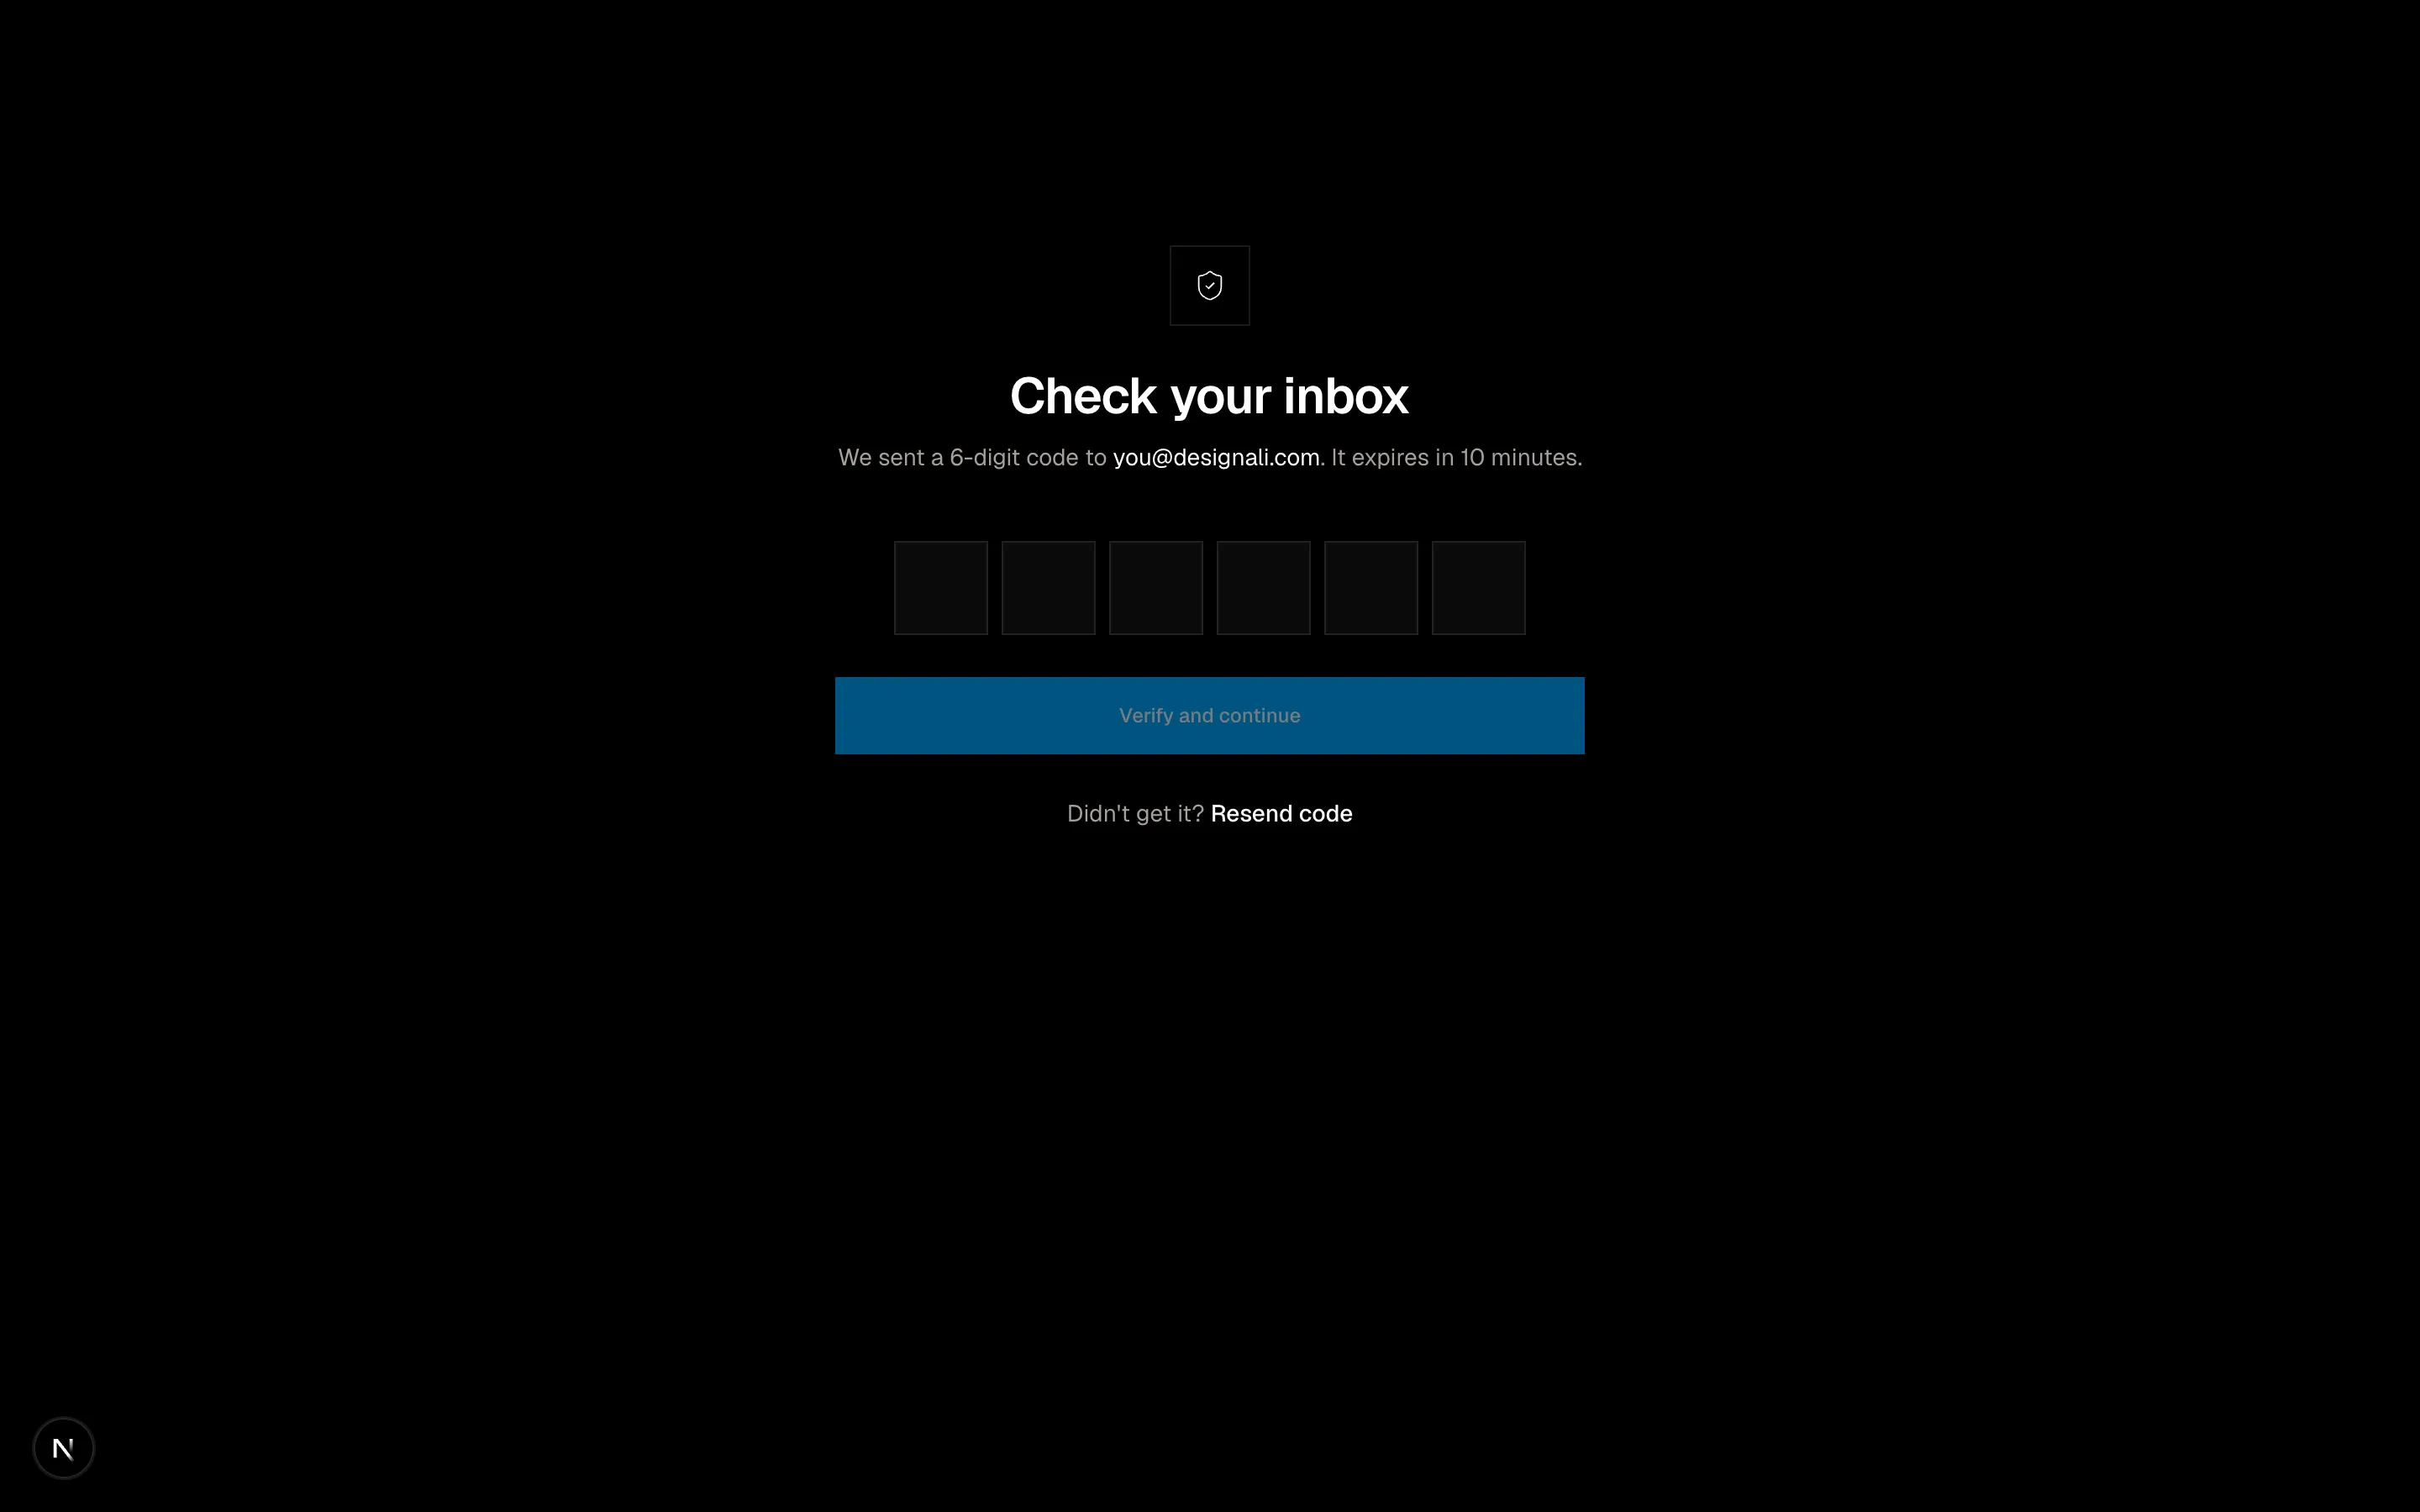 Check your inbox
We sent a 6-digit code to you@designali.com. It expires in 10 minutes.
Verify and continue
Didn't get it? Resend code
N